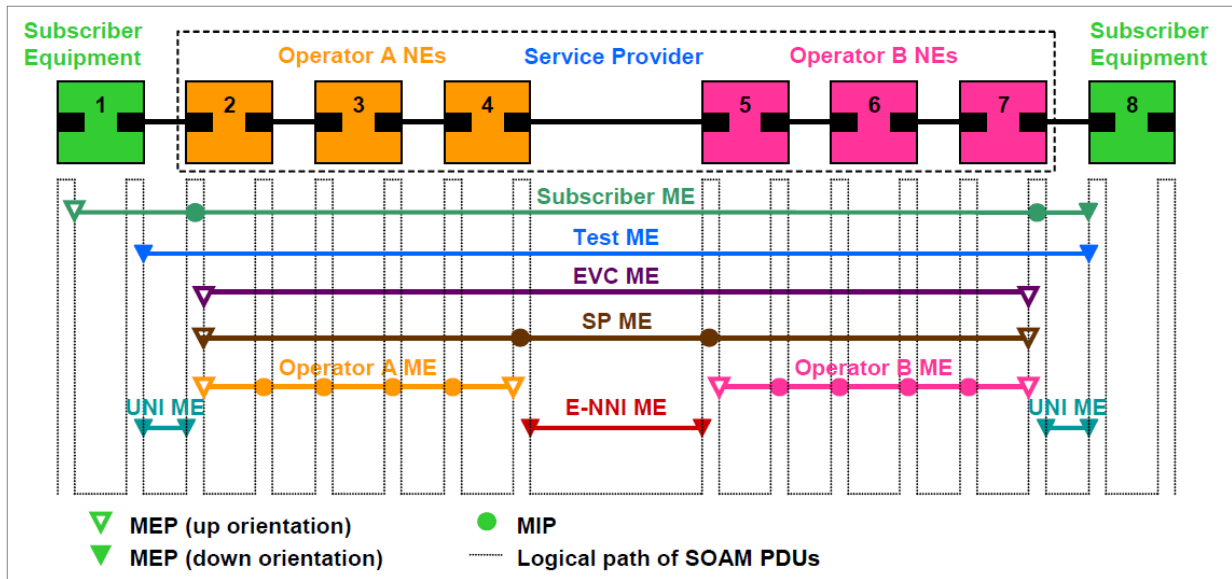 Subscriber
Equipment
Operator A NEs
Service Provider
Operator B NEs
Subscriber
Equipment
1
2
3
4
5
6
7
8
Subscriber ME
Test ME
EVC ME
SP ME
Operator A ME
Operator B ME
UNI ME
E-NNI ME
UNI ME
MEP (up orientation)
MIP
MEP (down orientation)
Logical path of SOAM PDUs